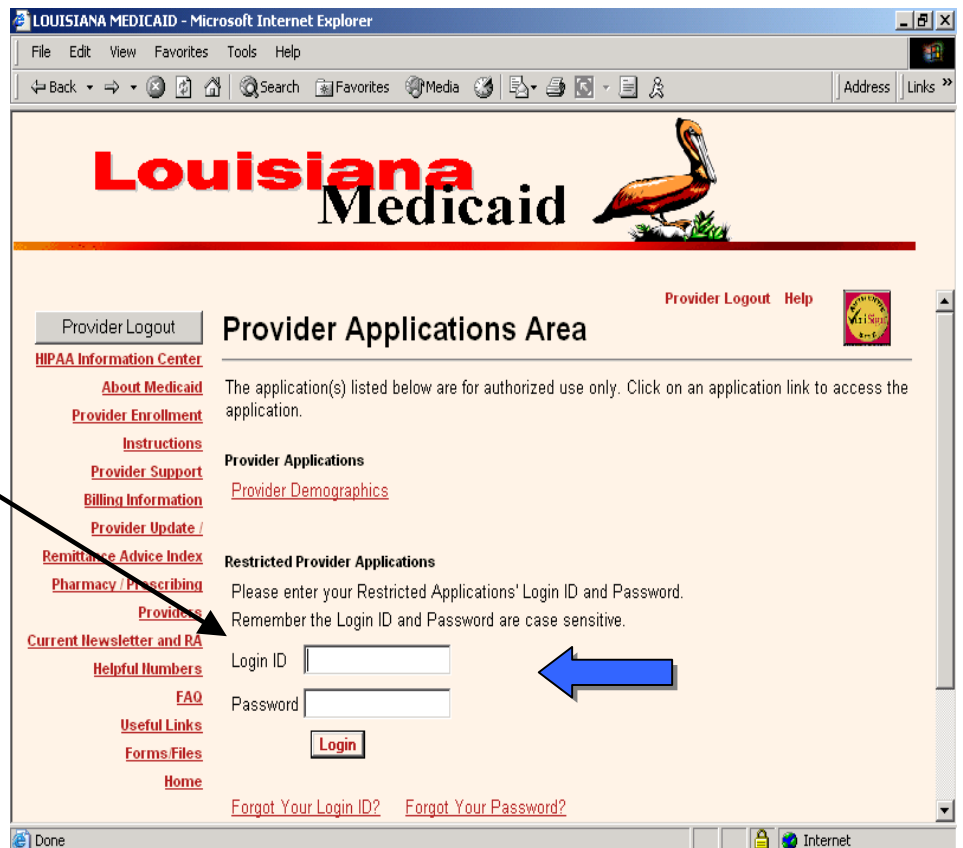 LOUISIANA MEDICAID - Microsoft Internet Explorer
File Edit View Favorites Tools Help
Back Search Favorites Media Address Links »
Louisiana
Medicaid
Provider Logout Help
Provider Logout
HIPAA Information Center
About Medicaid
Provider Enrollment
Instructions
Provider Support
Billing Information
Provider Update /
Remittance Advice Index
Pharmacy / Prescribing
Providers
Current Newsletter and RA
Helpful Numbers
FAQ
Useful Links
Forms/Files
Home
Provider Applications Area
The application(s) listed below are for authorized use only. Click on an application link to access the
application.
Provider Applications
Provider Demographics
Restricted Provider Applications
Please enter your Restricted Applications' Login ID and Password.
Remember the Login ID and Password are case sensitive.
Login ID
Password
Login
Forgot Your Login ID? Forgot Your Password?
Done Internet